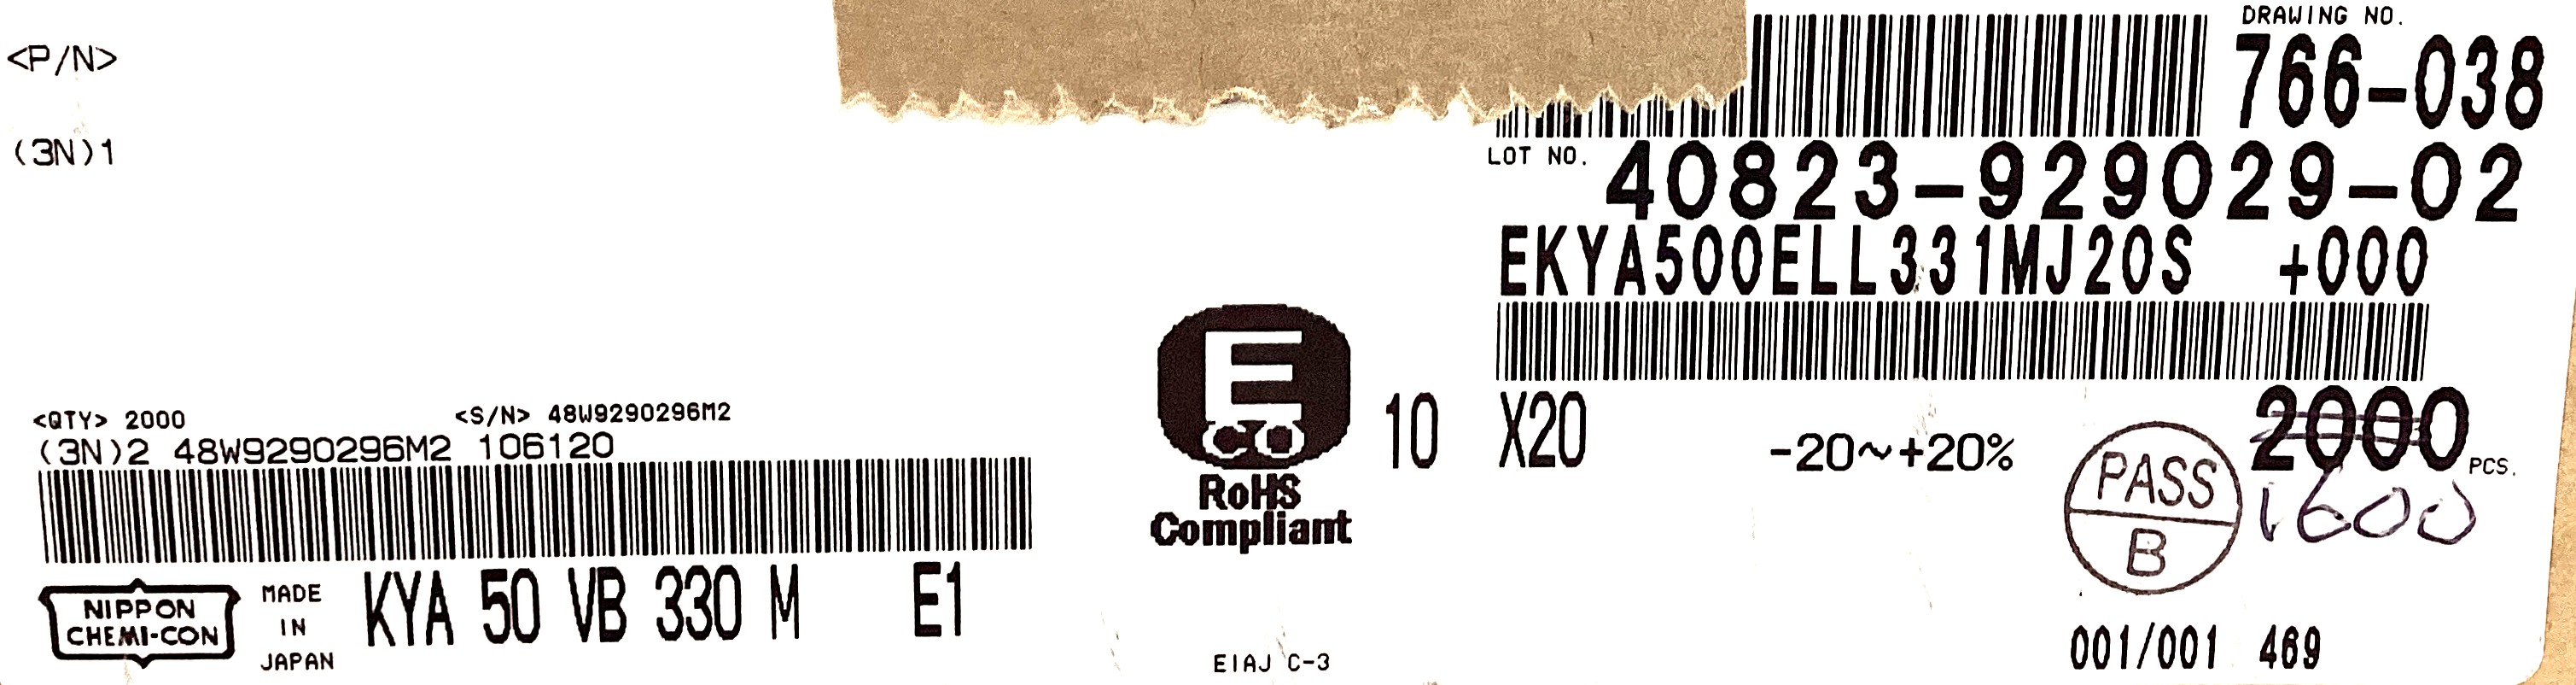 <P/N>
(3N)1
DRAWING NO.
766-038
LOT NO. 40823-929029-02
EKYA500ELL331MJ20S +000
<QTY> 2000 <S/N> 48W9290296M2
(3N)2 48W9290296M2 106120
E
CO
RoHS
Compliant
10 X20 -20~+20% 2000 PCS.
1600
PASS
B
NIPPON
CHEMI-CON
MADE
IN
JAPAN
KYA 50 VB 330 M E1
EIAJ C-3
001/001 469